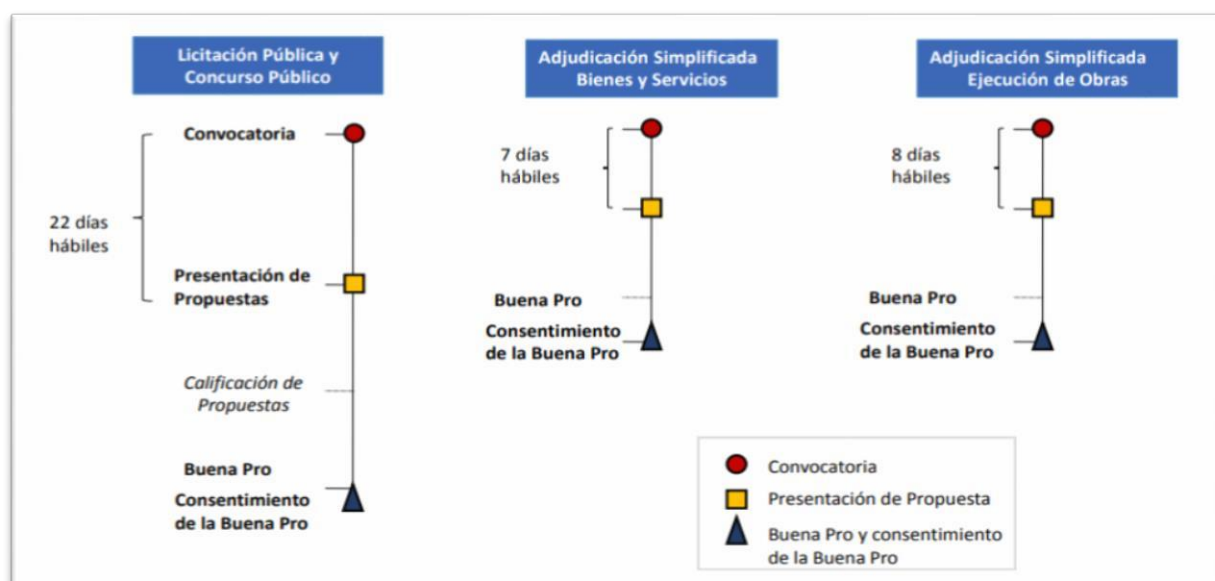 Licitación Pública y
Concurso Público
Convocatoria
22 días
hábiles
Presentación de
Propuestas
Calificación de
Propuestas
Buena Pro
Consentimiento
de la Buena Pro
Adjudicación Simplificada
Bienes y Servicios
7 días
hábiles
Buena Pro
Consentimiento
de la Buena Pro
Adjudicación Simplificada
Ejecución de Obras
8 días
hábiles
Buena Pro
Consentimiento
de la Buena Pro
Convocatoria
Presentación de Propuesta
Buena Pro y consentimiento
de la Buena Pro